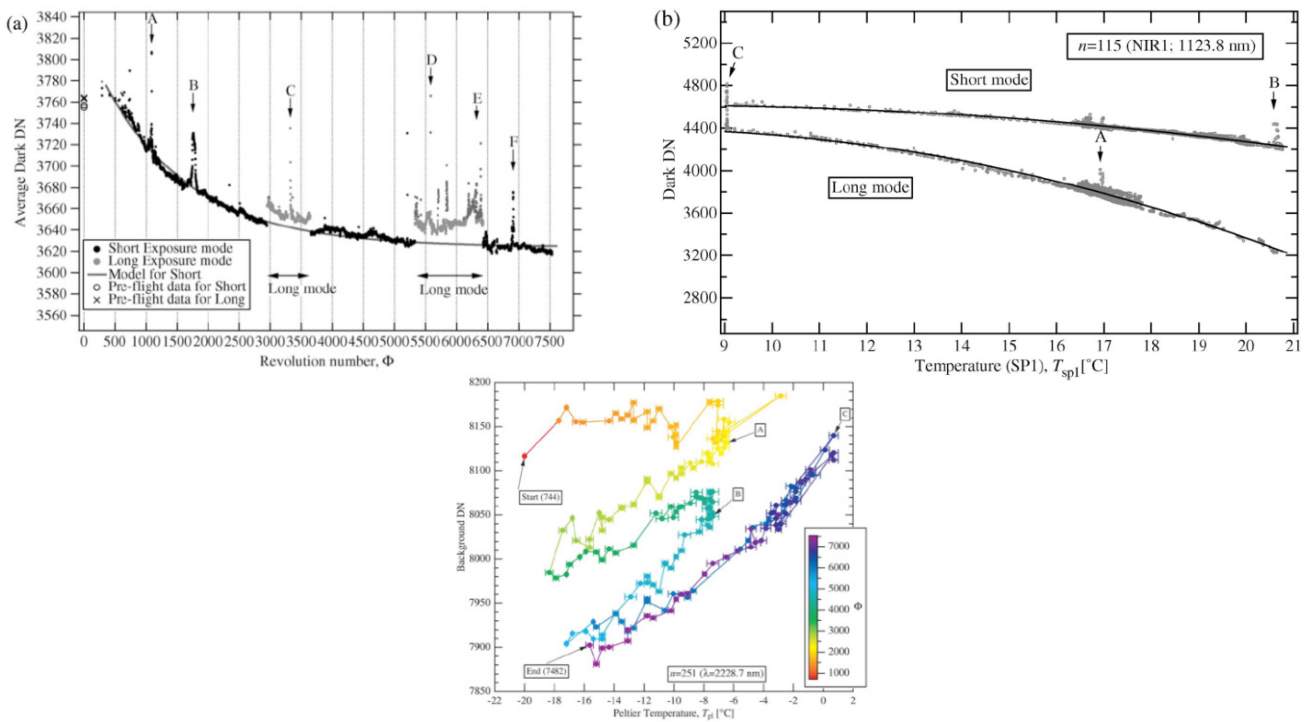 (a)
3840
3820
3800
3780
3760
3740
3720
3700
3680
3660
3640
3620
3600
3580
3560
Average Dark DN
A
B
C
D
E
F
Short Exposure mode
Long Exposure mode
Model for Short
Pre-flight data for Short
Pre-flight data for Long
Long mode
Long mode
0 500 1000 1500 2000 2500 3000 3500 4000 4500 5000 5500 6000 6500 7000 7500
Revolution number, Φ
(b)
5200
4800
4400
4000
3600
3200
2800
Dark DN
n=115 (NIR1; 1123.8 nm)
C
Short mode
B
A
Long mode
9 10 11 12 13 14 15 16 17 18 19 20 21
Temperature (SP1), Tsp1[°C]
8200
8150
8100
8050
8000
7950
7900
7850
Background DN
C
A
Start (744)
B
7000
6000
5000
4000
3000
2000
1000
Φ
End (7482)
n=251 (λ=2228.7 nm)
-22 -20 -18 -16 -14 -12 -10 -8 -6 -4 -2 0 2
Peltier Temperature, Tpl [°C]